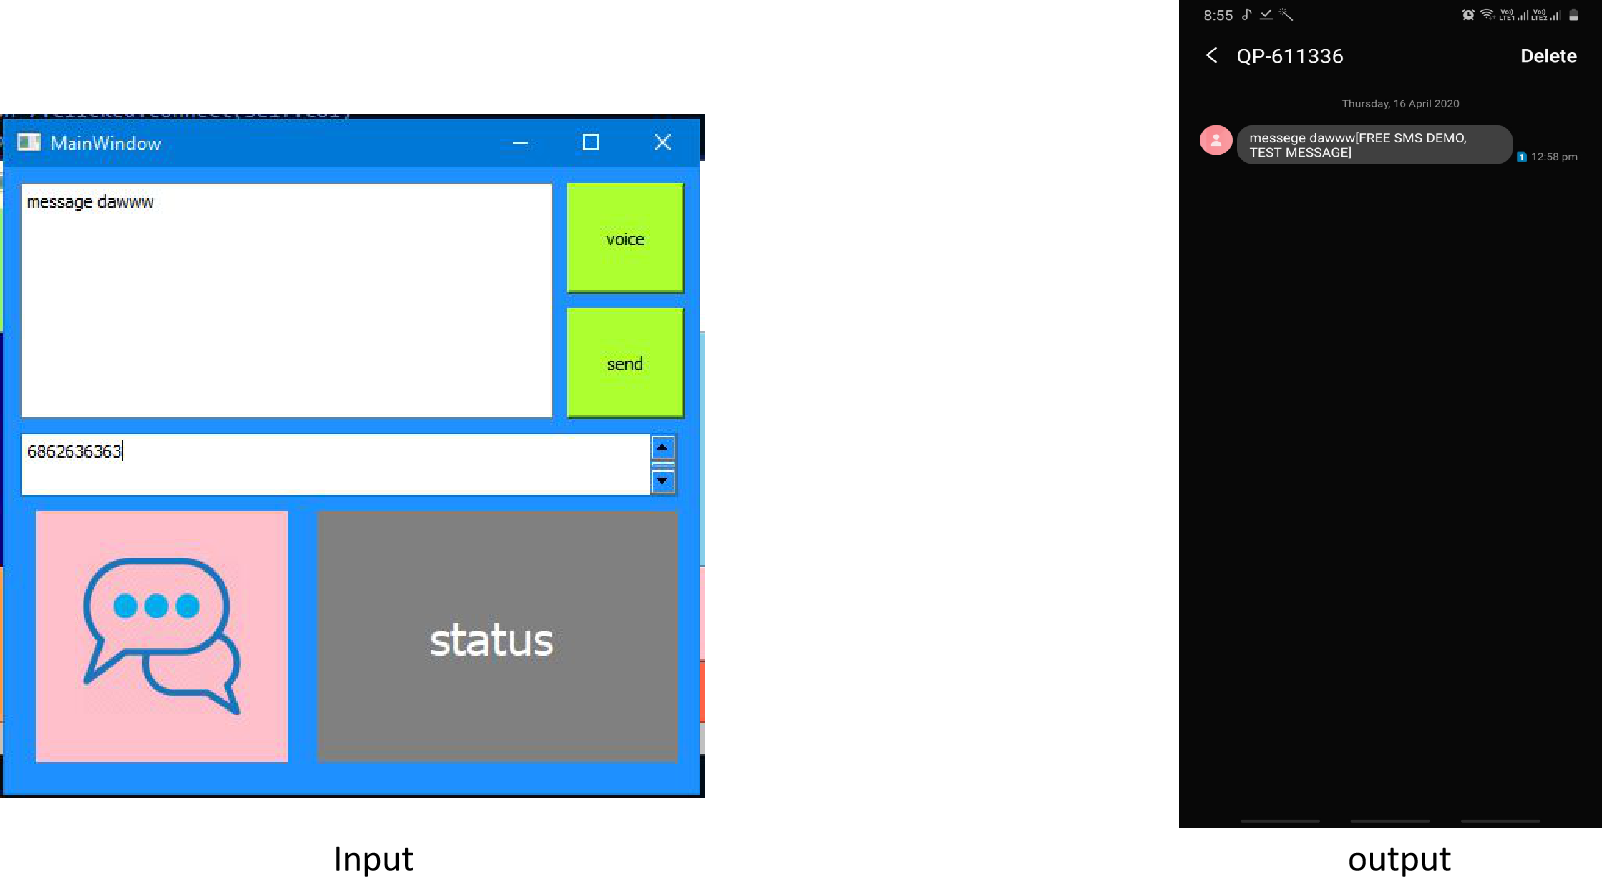 MainWindow
message dawww
voice
send
6862636363
status
Input
8:55
QP-611336 Delete
Thursday, 16 April 2020
messege dawww[FREE SMS DEMO,
TEST MESSAGE]
1 12.58 pm
output